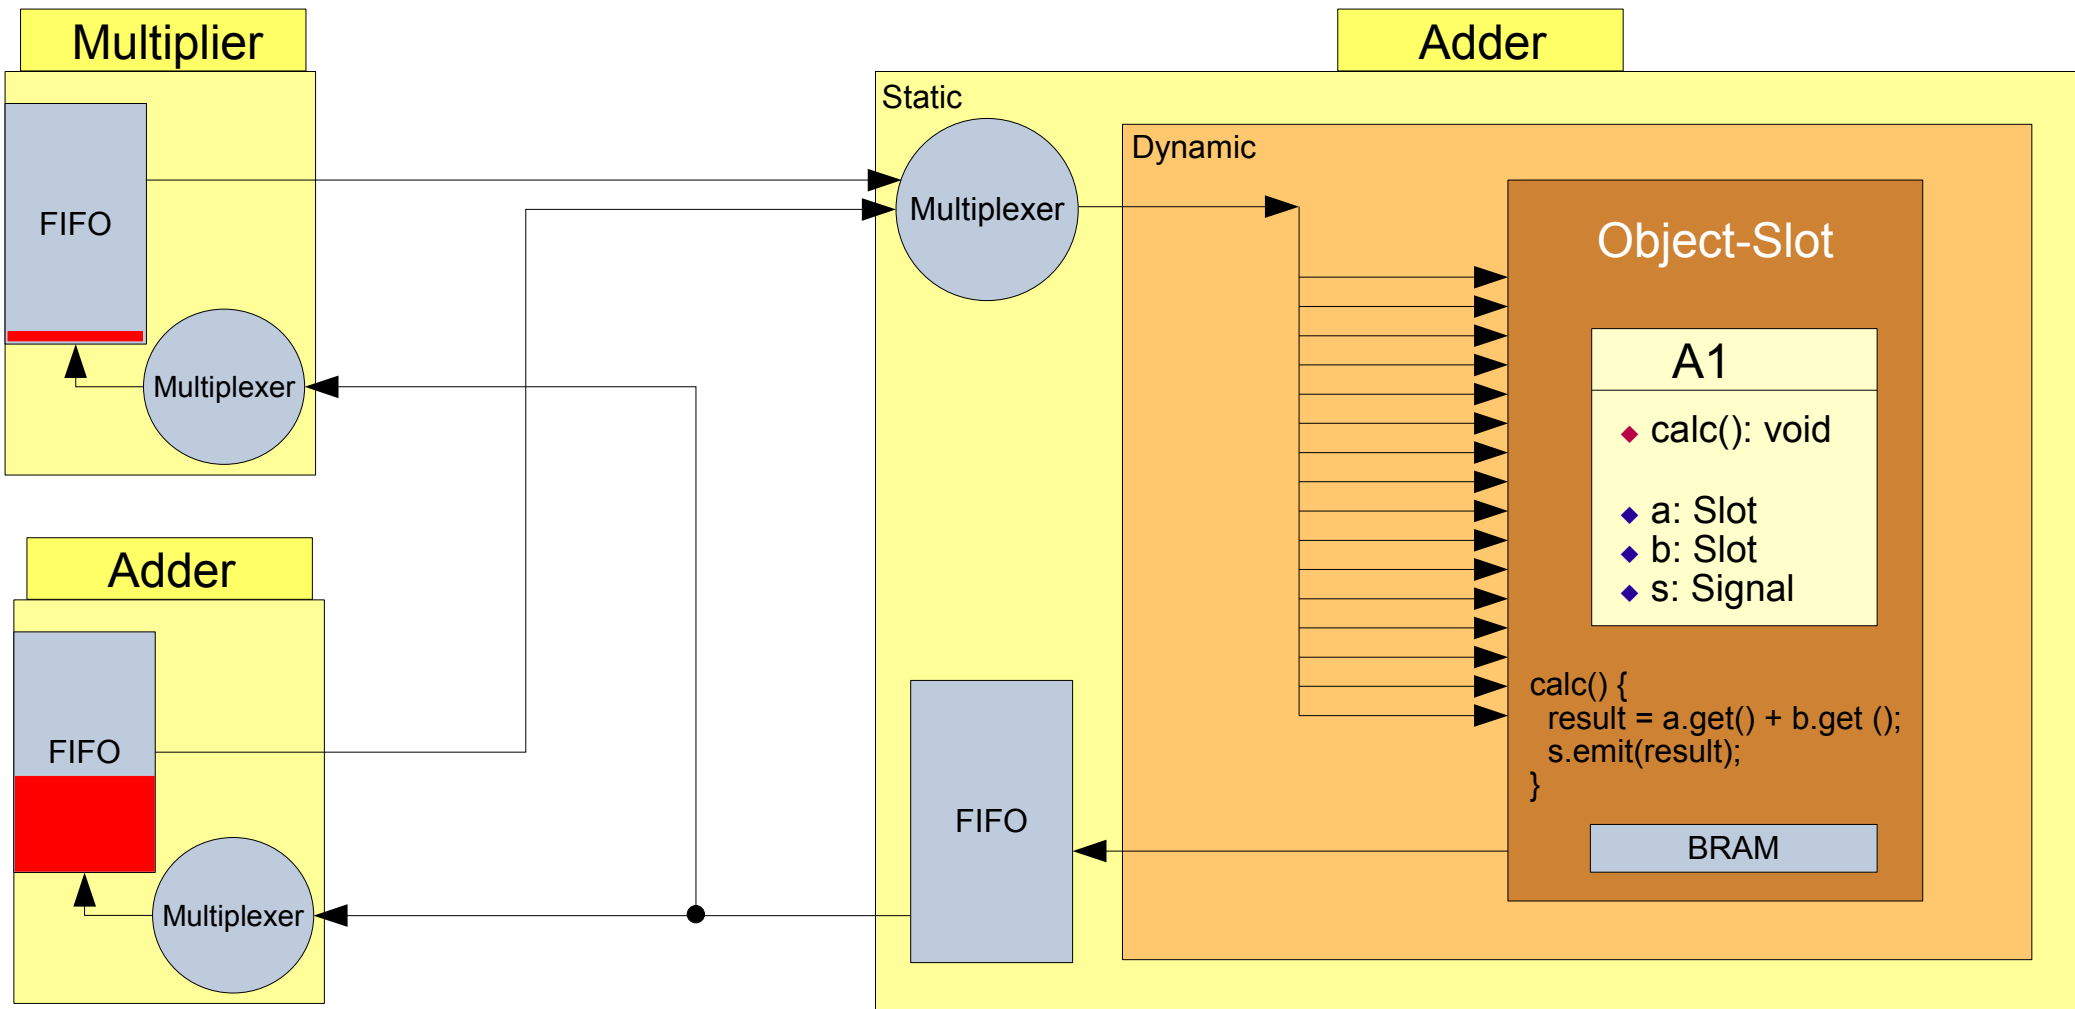 Multiplier
FIFO
Multiplexer
Adder
FIFO
Multiplexer
Adder
Static
Multiplexer
FIFO
Dynamic
Object-Slot
A1
calc(): void
a: Slot
b: Slot
s: Signal
calc() {
result = a.get() + b.get ();
s.emit(result);
}
BRAM